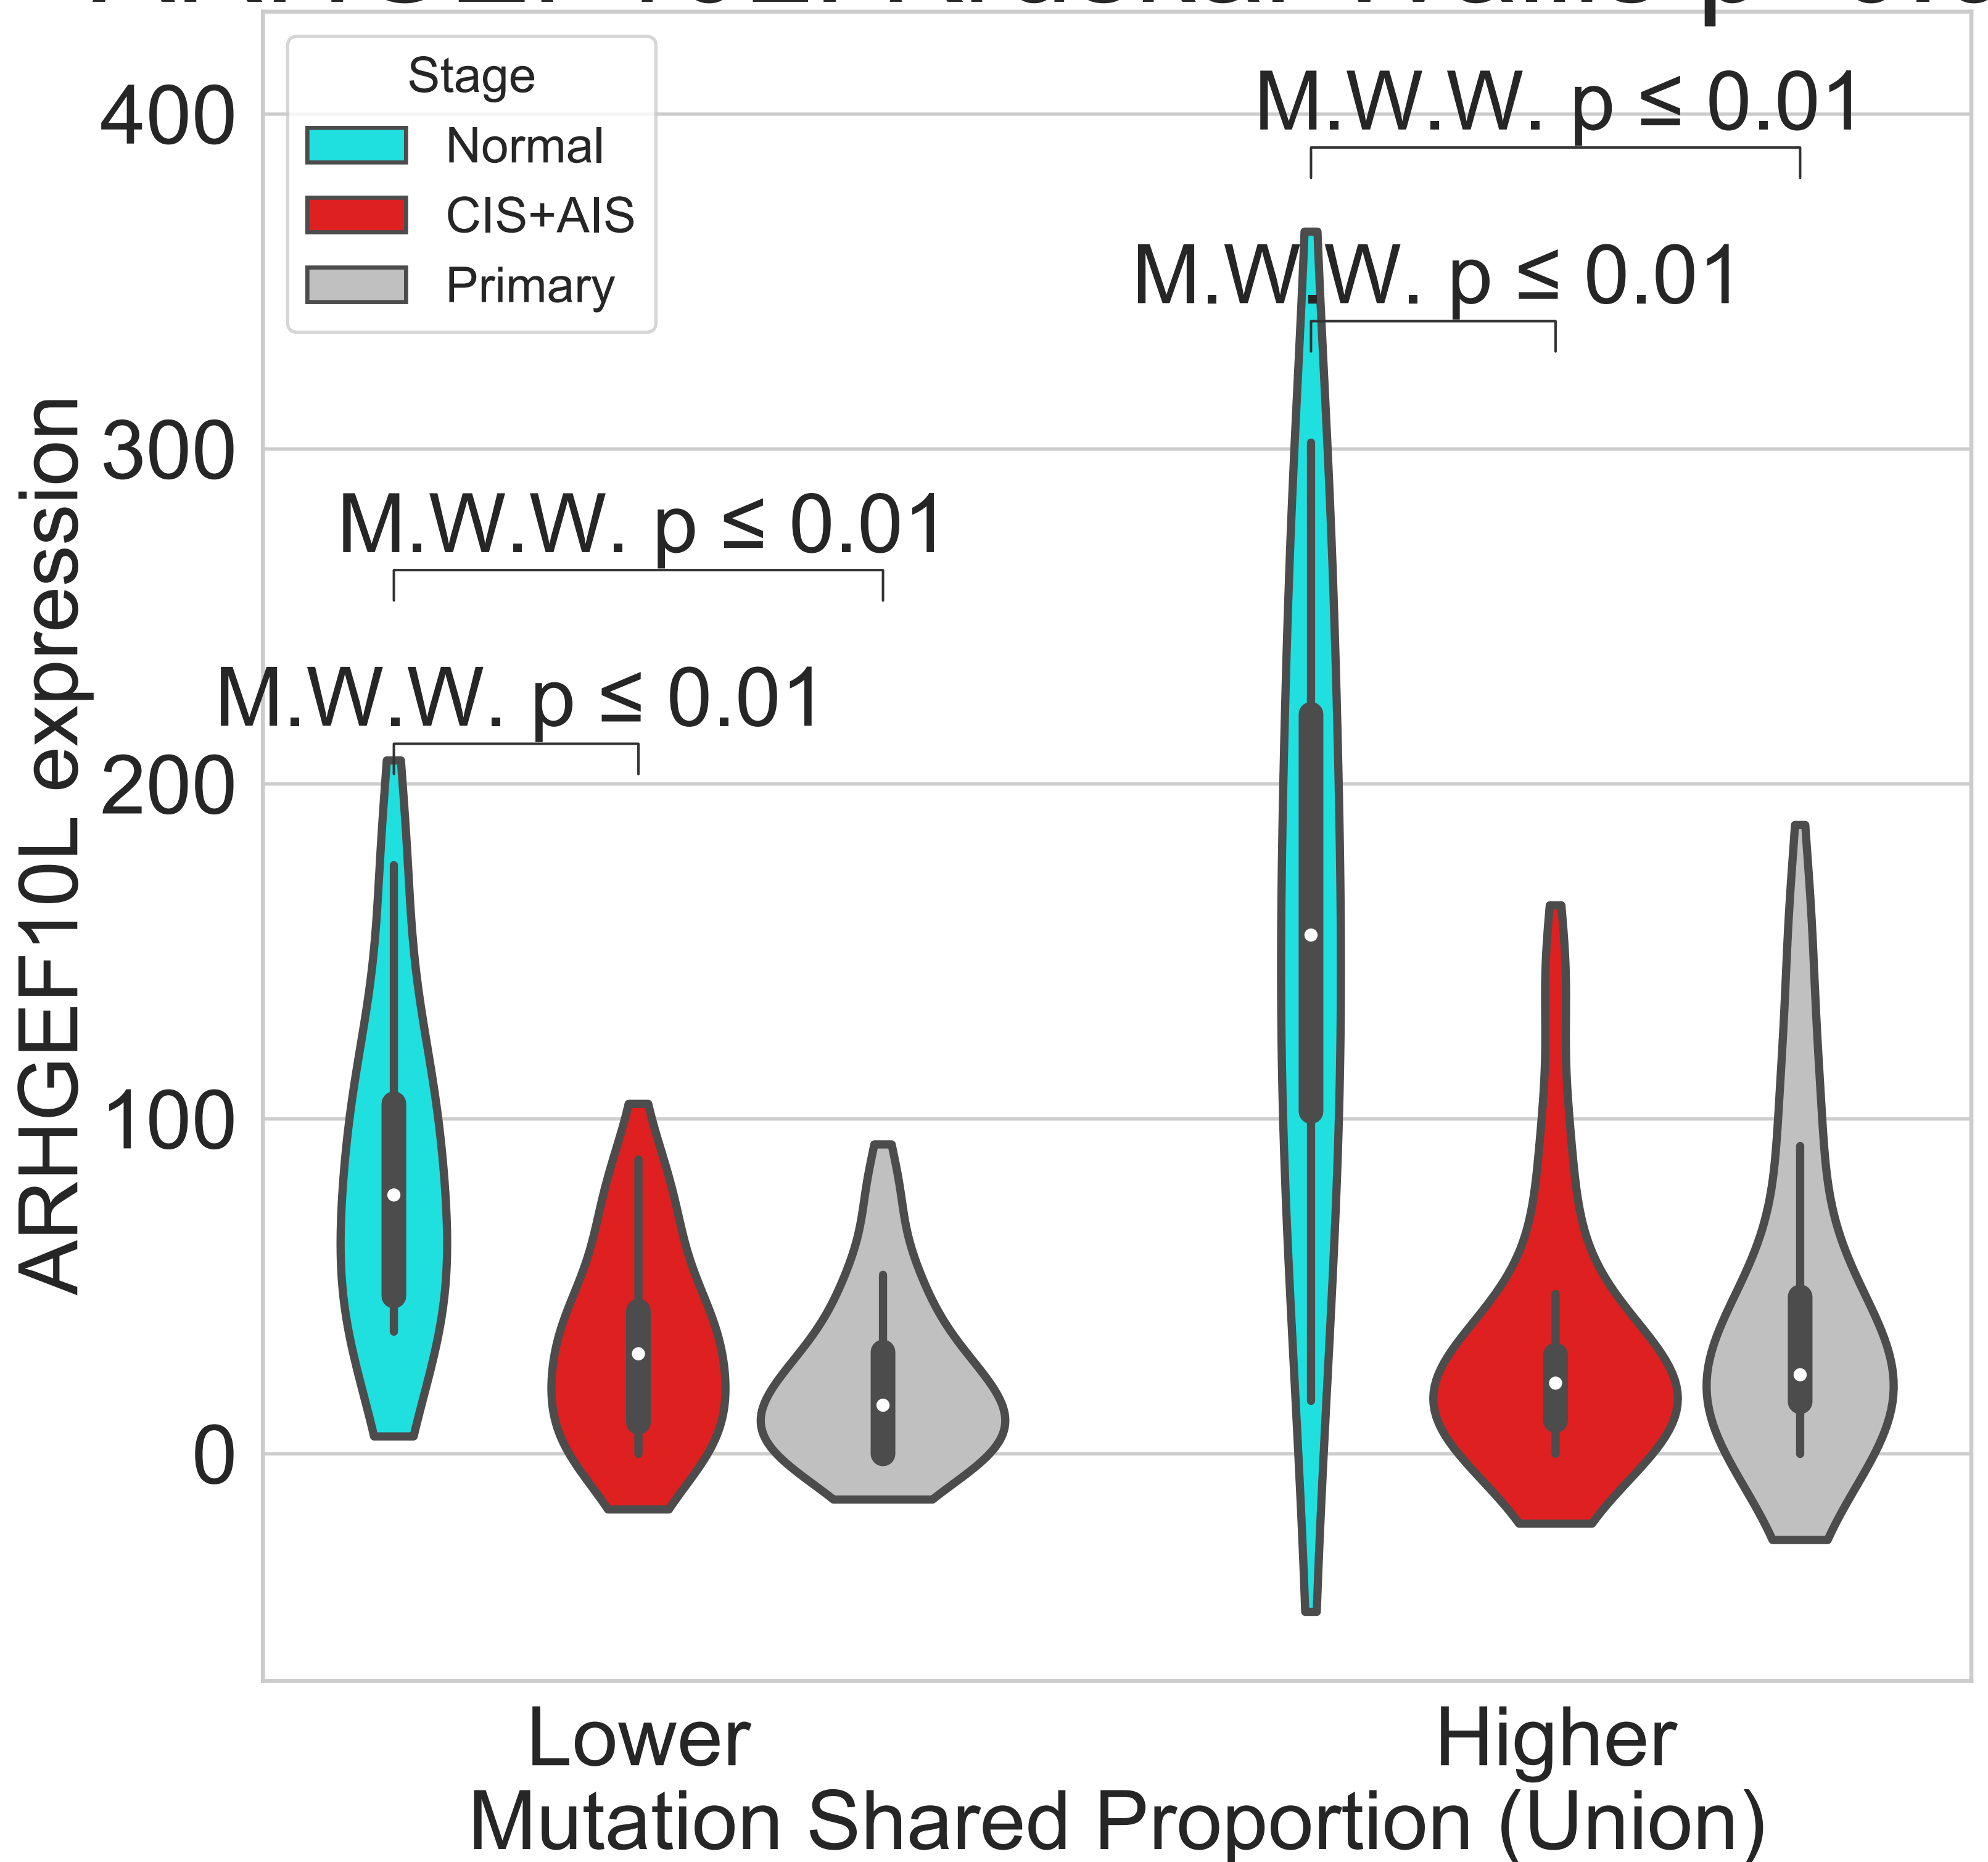 Stage
Normal
CIS+AIS
Primary
400
300
200
100
0
ARHGEF10L expression
M.W.W. p ≤ 0.01
M.W.W. p ≤ 0.01
M.W.W. p ≤ 0.01
M.W.W. p ≤ 0.01
Lower
Higher
Mutation Shared Proportion (Union)